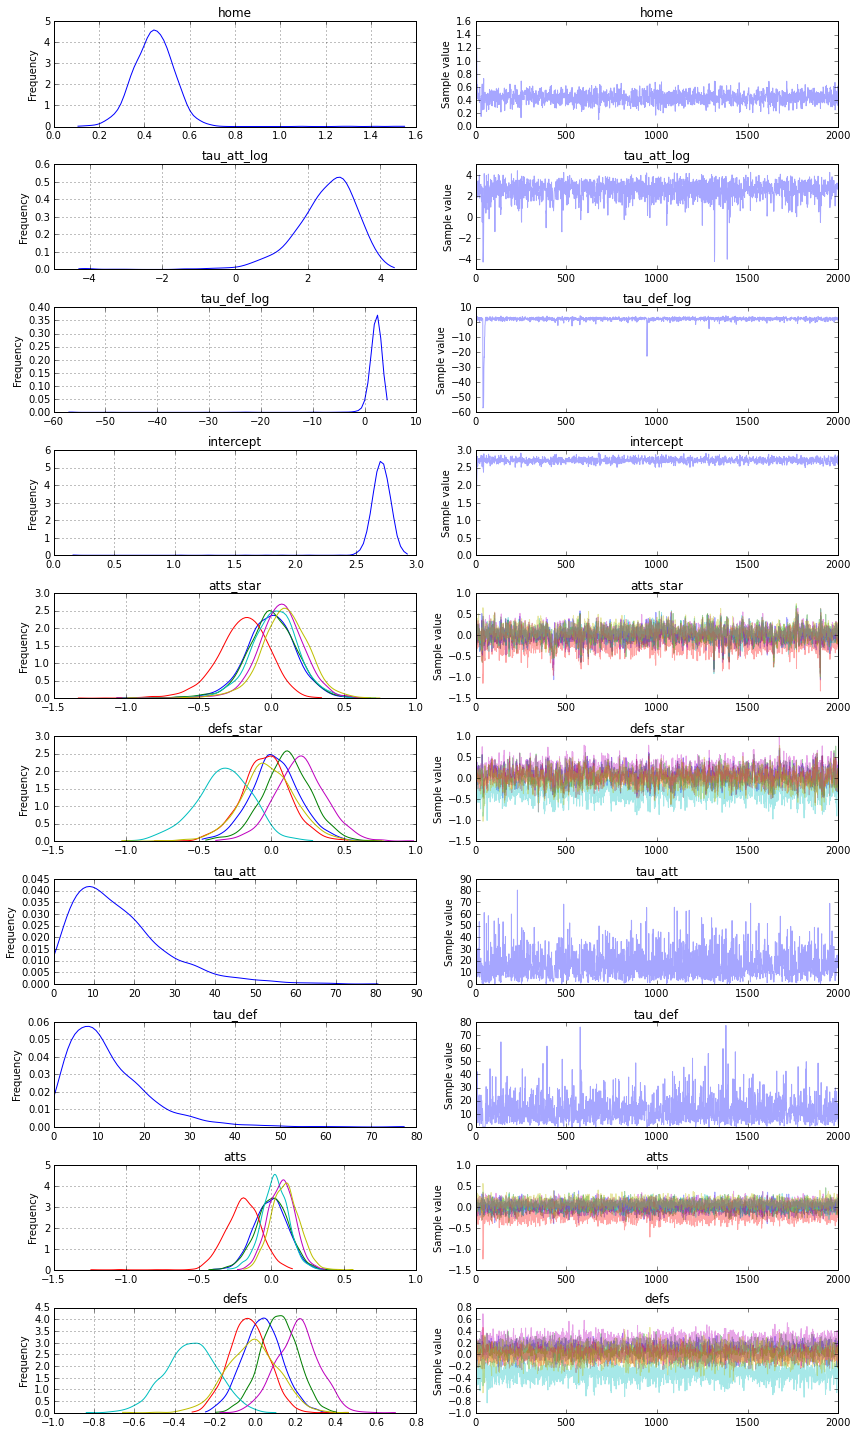 home
home
Frequency
5
4
3
2
1
0
0.0 0.2 0.4 0.6 0.8 1.0 1.2 1.4 1.6
Sample value
1.6
1.4
1.2
1.0
0.8
0.6
0.4
0.2
0.0
0 500 1000 1500 2000
tau_att_log
tau_att_log
Frequency
0.6
0.5
0.4
0.3
0.2
0.1
0.0
−4 −2 0 2 4
Sample value
4
2
0
−2
−4
0 500 1000 1500 2000
tau_def_log
tau_def_log
Frequency
0.40
0.35
0.30
0.25
0.20
0.15
0.10
0.05
0.00
−60 −50 −40 −30 −20 −10 0 10
Sample value
10
0
−10
−20
−30
−40
−50
−60
0 500 1000 1500 2000
intercept
intercept
Frequency
6
5
4
3
2
1
0
0.0 0.5 1.0 1.5 2.0 2.5 3.0
Sample value
3.0
2.5
2.0
1.5
1.0
0.5
0.0
0 500 1000 1500 2000
atts_star
atts_star
Frequency
3.0
2.5
2.0
1.5
1.0
0.5
0.0
−1.5 −1.0 −0.5 0.0 0.5 1.0
Sample value
1.0
0.5
0.0
−0.5
−1.0
−1.5
0 500 1000 1500 2000
defs_star
defs_star
Frequency
3.0
2.5
2.0
1.5
1.0
0.5
0.0
−1.5 −1.0 −0.5 0.0 0.5 1.0
Sample value
1.0
0.5
0.0
−0.5
−1.0
−1.5
0 500 1000 1500 2000
tau_att
tau_att
Frequency
0.045
0.040
0.035
0.030
0.025
0.020
0.015
0.010
0.005
0.000
0 10 20 30 40 50 60 70 80 90
Sample value
90
80
70
60
50
40
30
20
10
0
0 500 1000 1500 2000
tau_def
tau_def
Frequency
0.06
0.05
0.04
0.03
0.02
0.01
0.00
0 10 20 30 40 50 60 70 80
Sample value
80
70
60
50
40
30
20
10
0
0 500 1000 1500 2000
atts
atts
Frequency
5
4
3
2
1
0
−1.5 −1.0 −0.5 0.0 0.5 1.0
Sample value
1.0
0.5
0.0
−0.5
−1.0
−1.5
0 500 1000 1500 2000
defs
defs
Frequency
4.5
4.0
3.5
3.0
2.5
2.0
1.5
1.0
0.5
0.0
−1.0 −0.8 −0.6 −0.4 −0.2 0.0 0.2 0.4 0.6 0.8
Sample value
0.8
0.6
0.4
0.2
0.0
−0.2
−0.4
−0.6
−0.8
−1.0
0 500 1000 1500 2000